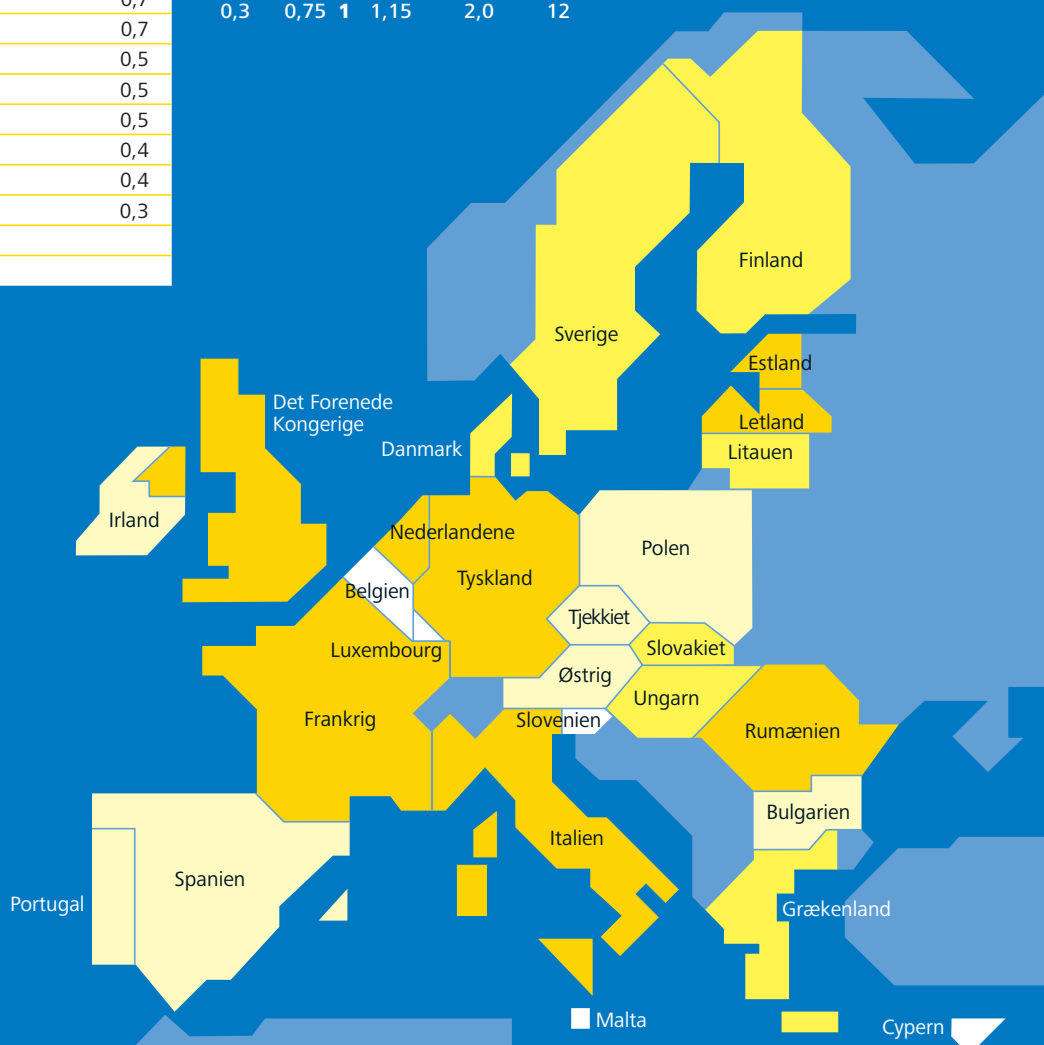 0,3 0,75 1 1,15 2,0 12
0,7
0,5
0,5
0,5
0,4
0,4
0,3
Finland
Sverige
Estland
Det Forenede
Kongerige
Letland
Danmark
Litauen
Irland
Nederlandene
Polen
Tyskland
Belgien
Tjekkiet
Slovakiet
Luxembourg
Østrig
Ungarn
Frankrig
Slovenien
Rumænien
Bulgarien
Italien
Spanien
Portugal
Grækenland
Malta
Cypern